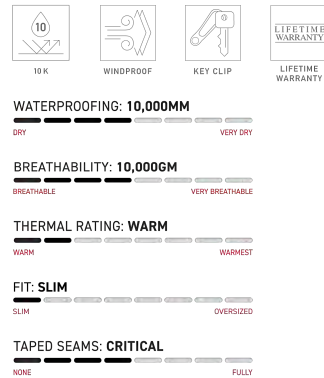 10
LIFETIME
WARRANTY
10 K
WINDPROOF
KEY CLIP
LIFETIME
WARRANTY
WATERPROOFING: 10,000MM
DRY
VERY DRY
BREATHABILITY: 10,000GM
BREATHABLE
VERY BREATHABLE
THERMAL RATING: WARM
WARM
WARMEST
FIT: SLIM
SLIM
OVERSIZED
TAPED SEAMS: CRITICAL
NONE
FULLY